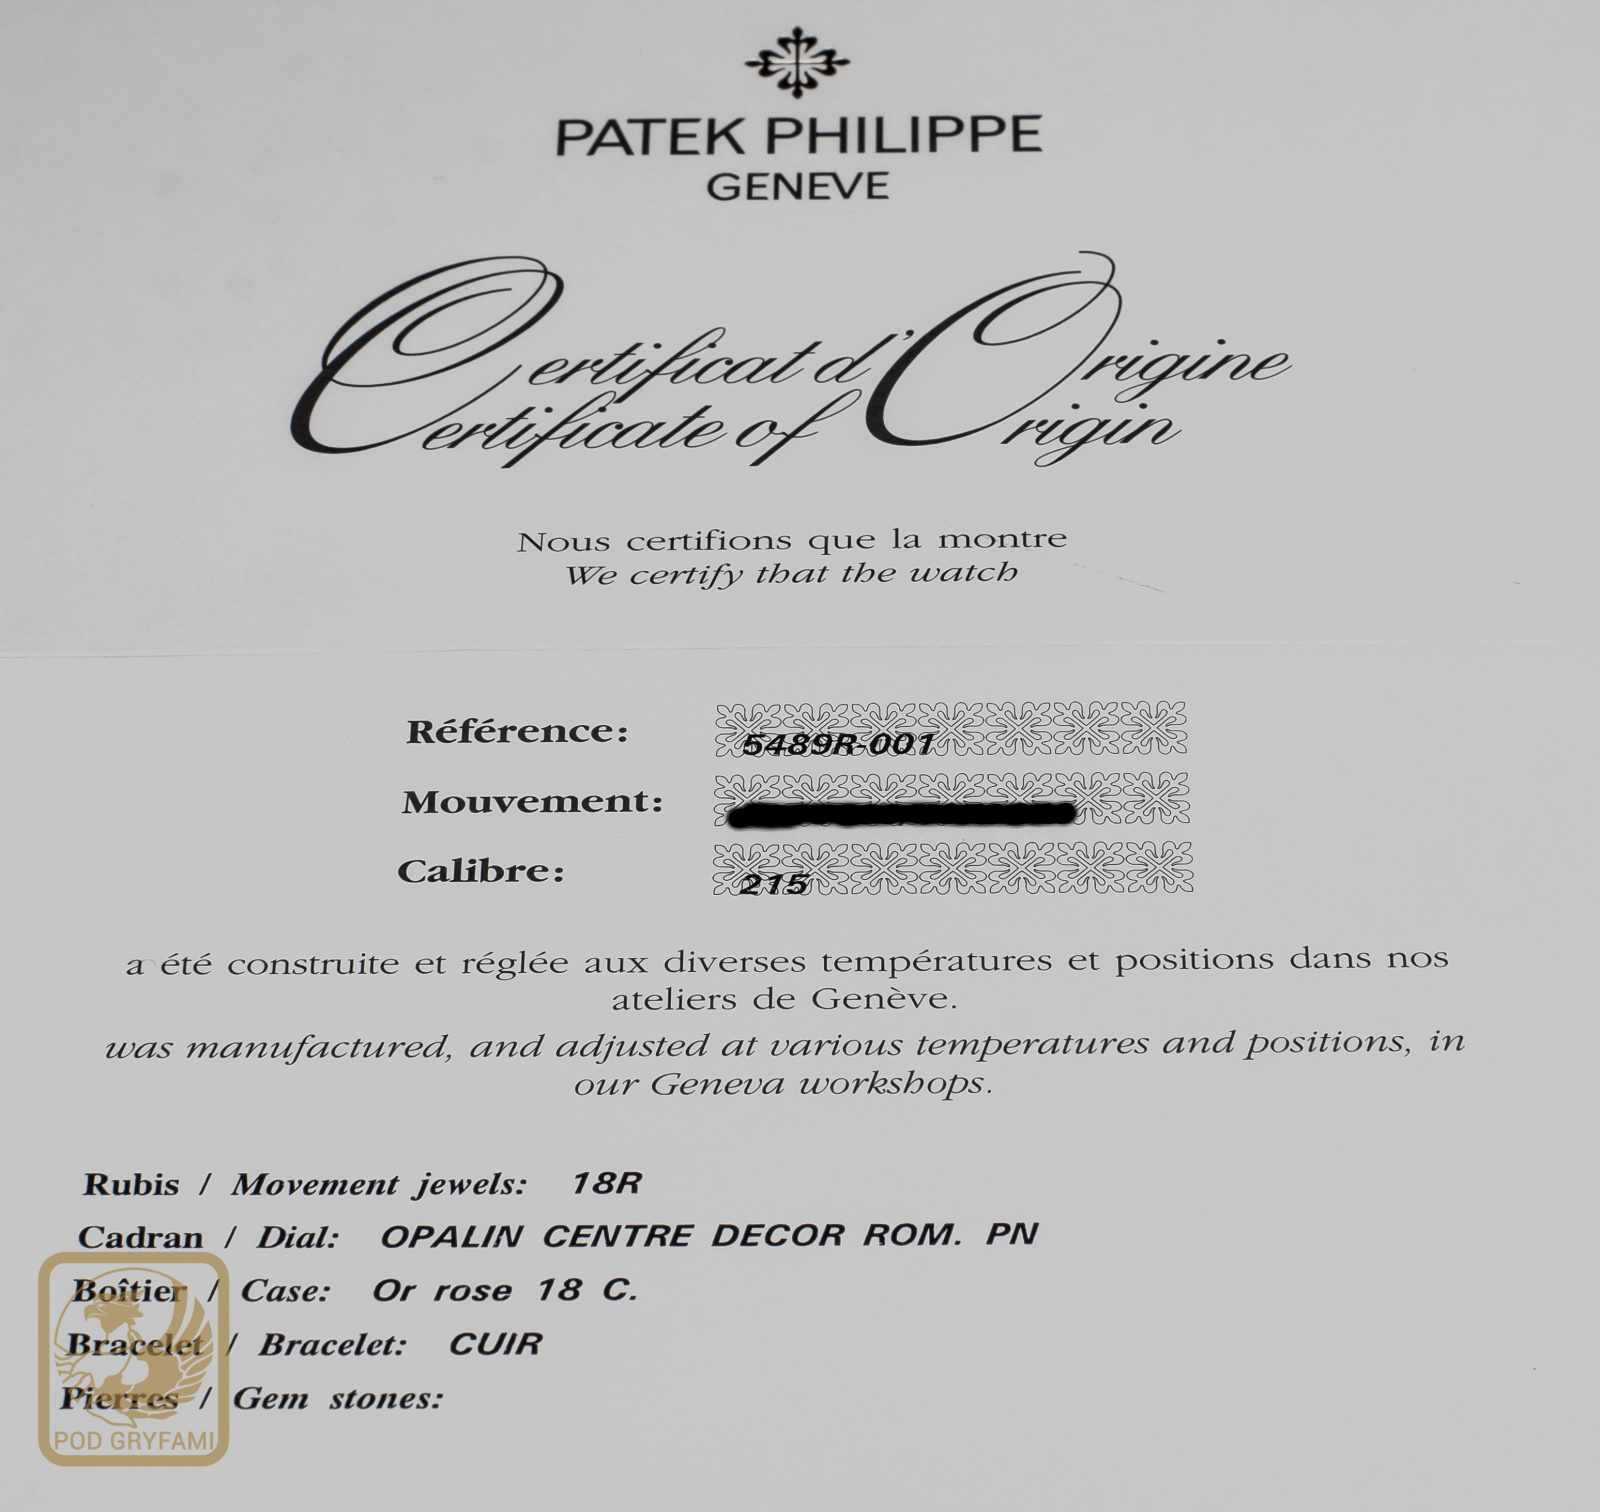 PATEK PHILIPPE
GENEVE
Certificat d'Origine
Certificate of Origin
Nous certifions que la montre
We certify that the watch
Référence: 5489R-001
Mouvement:
Calibre: 215
a été construite et réglée aux diverses températures et positions dans nos
ateliers de Genève.
was manufactured, and adjusted at various temperatures and positions, in
our Geneva workshops.
Rubis / Movement jewels: 18R
Cadran / Dial: OPALIN CENTRE DECOR ROM. PN
Boîtier / Case: Or rose 18 C.
Bracelet / Bracelet: CUIR
Pierres / Gem stones:
POD GRYFAMI